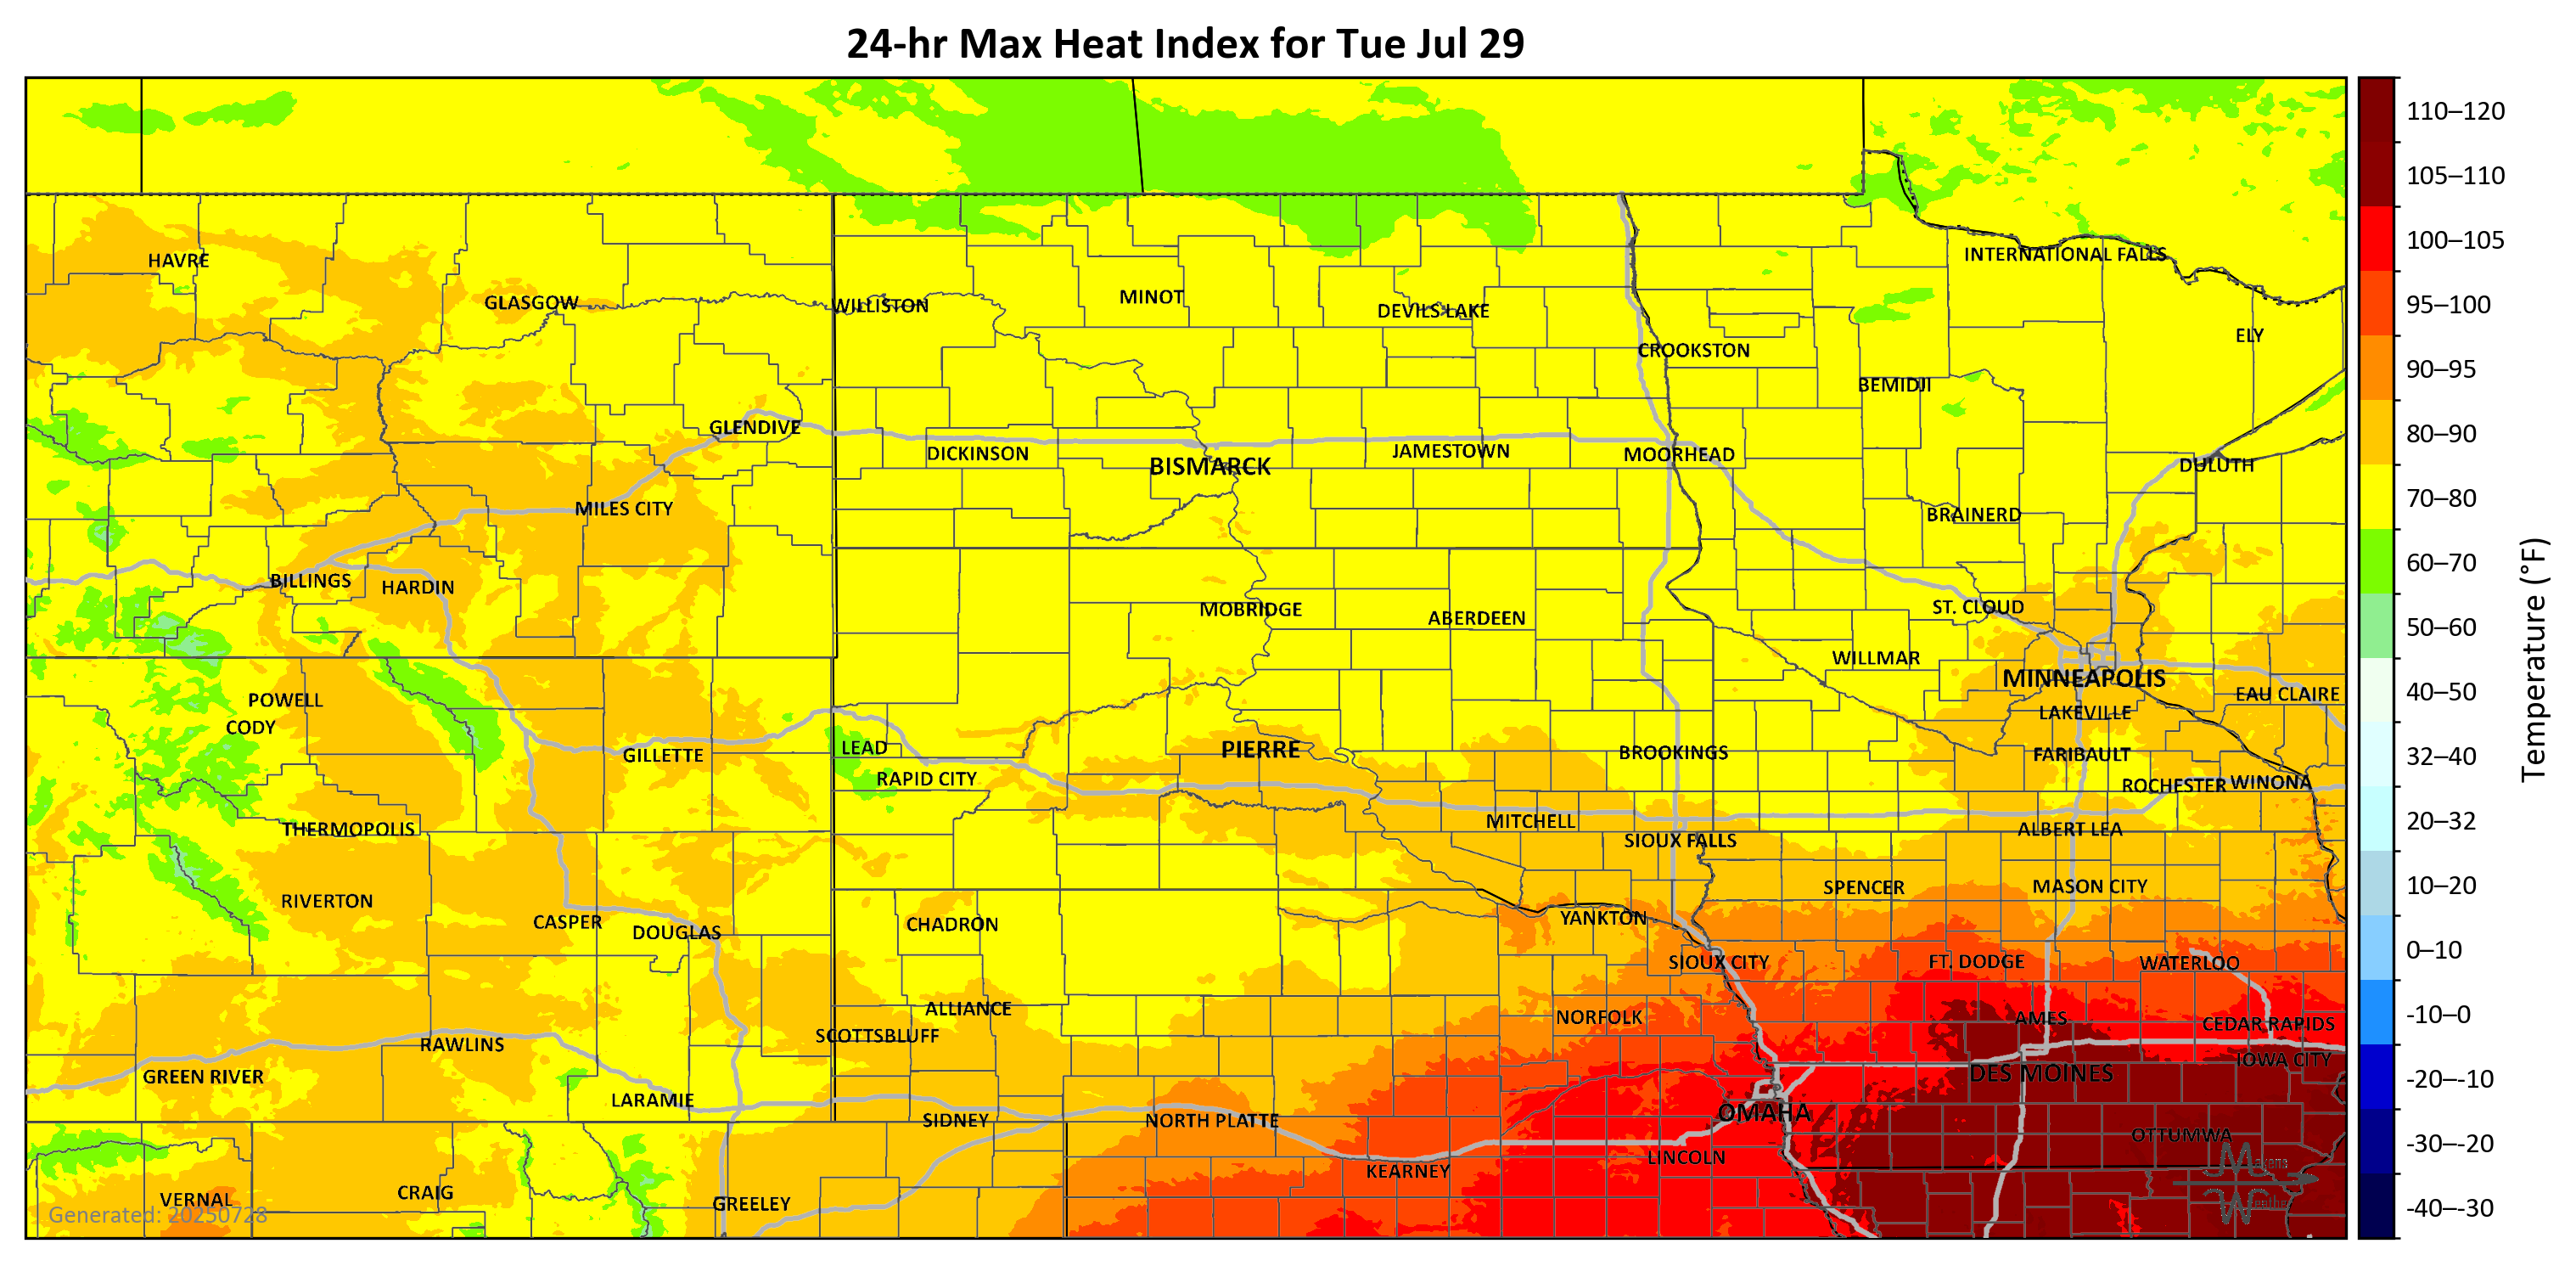 24-hr Max Heat Index for Tue Jul 29
110–120
105–110
100–105
95–100
90–95
80–90
70–80
60–70
50–60
40–50
32–40
20–32
10–20
0–10
-10–0
-20–-10
-30–-20
-40–-30
Temperature (°F)
INTERNATIONAL FALLS
HAVRE
GLASGOW
WILLISTON
MINOT
DEVILS LAKE
ELY
CROOKSTON
BEMIDJI
GLENDIVE
DICKINSON
BISMARCK
JAMESTOWN
MOORHEAD
DULUTH
MILES CITY
BRAINERD
BILLINGS
HARDIN
MOBRIDGE
ABERDEEN
ST. CLOUD
WILLMAR
MINNEAPOLIS
EAU CLAIRE
POWELL
CODY
LAKEVILLE
GILLETTE
LEAD
PIERRE
BROOKINGS
FARIBAULT
RAPID CITY
ROCHESTER
WINONA
THERMOPOLIS
MITCHELL
SIOUX FALLS
ALBERT LEA
RIVERTON
SPENCER
MASON CITY
CASPER
DOUGLAS
CHADRON
YANKTON
SIOUX CITY
FT. DODGE
WATERLOO
ALLIANCE
NORFOLK
AMES
CEDAR RAPIDS
SCOTTSBLUFF
RAWLINS
IOWA CITY
GREEN RIVER
DES MOINES
LARAMIE
SIDNEY
NORTH PLATTE
OMAHA
OTTUMWA
KEARNEY
LINCOLN
Makens
Weather
VERNAL
CRAIG
GREELEY
Generated: 20250728